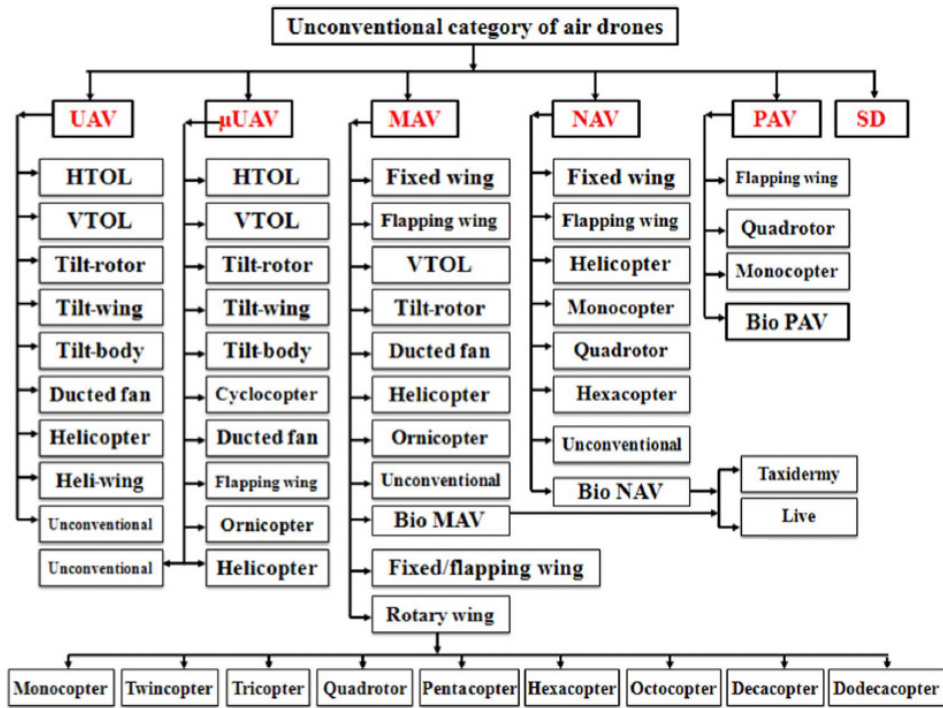 Unconventional category of air drones
UAV
µUAV
MAV
NAV
PAV
SD
HTOL
VTOL
Tilt-rotor
Tilt-wing
Tilt-body
Ducted fan
Helicopter
Heli-wing
Unconventional
Unconventional
HTOL
VTOL
Tilt-rotor
Tilt-wing
Tilt-body
Cyclocopter
Ducted fan
Flapping wing
Ornicopter
Helicopter
Fixed wing
Flapping wing
VTOL
Tilt-rotor
Ducted fan
Helicopter
Ornicopter
Unconventional
Bio MAV
Fixed/flapping wing
Rotary wing
Fixed wing
Flapping wing
Helicopter
Monocopter
Quadrotor
Hexacopter
Unconventional
Bio NAV
Flapping wing
Quadrotor
Monocopter
Bio PAV
Taxidermy
Live
Monocopter
Twincopter
Tricopter
Quadrotor
Pentacopter
Hexacopter
Octocopter
Decacopter
Dodecacopter